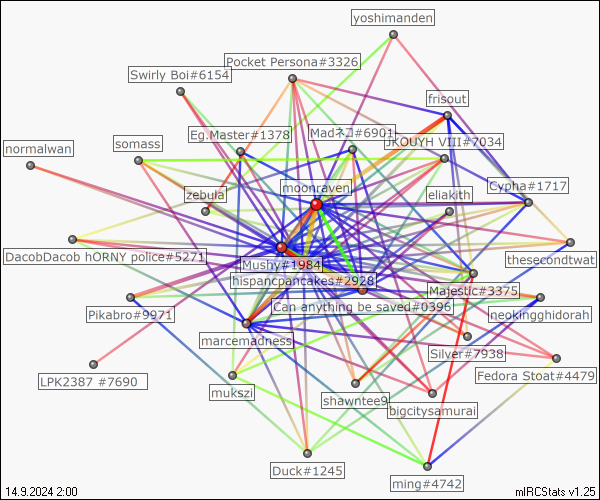 yoshimanden
Pocket Persona#3326
Swirly Boi#6154
frisout
Eg.Master#1378
Madネコ#6901
JKOUYH VIII#7034
somass
normalwan
moonraven
Cypha#1717
zebula
eliakith
DacobDacob hORNY police#5271
thesecondtwat
Mushy#1984
hispancpancakes#2928
Majestic#3375
Can anything be saved#0396
Pikabro#9971
neokingghidorah
marcemadness
Silver#7938
LPK2387 #7690
Fedora Stoat#4479
mukszi
shawntee9
bigcitysamurai
Duck#1245
ming#4742
14.9.2024 2:00
mIRCStats v1.25